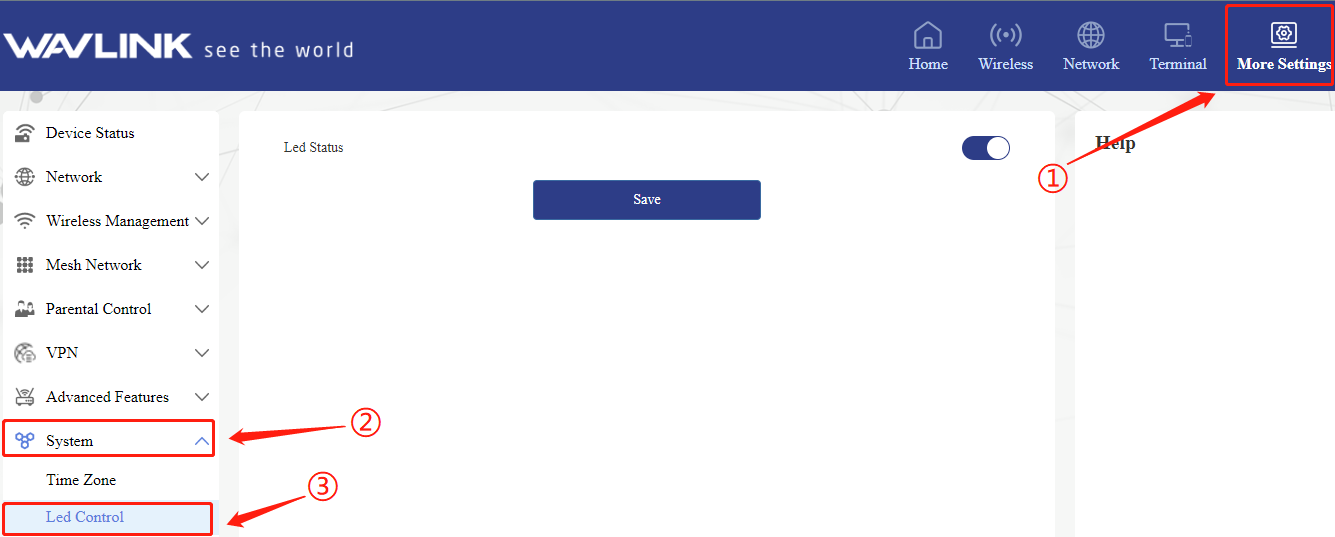 WAVLINK see the world
Home
Wireless
Network
Terminal
More Settings
Device Status
Network
Wireless Management
Mesh Network
Parental Control
VPN
Advanced Features
System
Time Zone
Led Control
Led Status
Save
Help
①
②
③